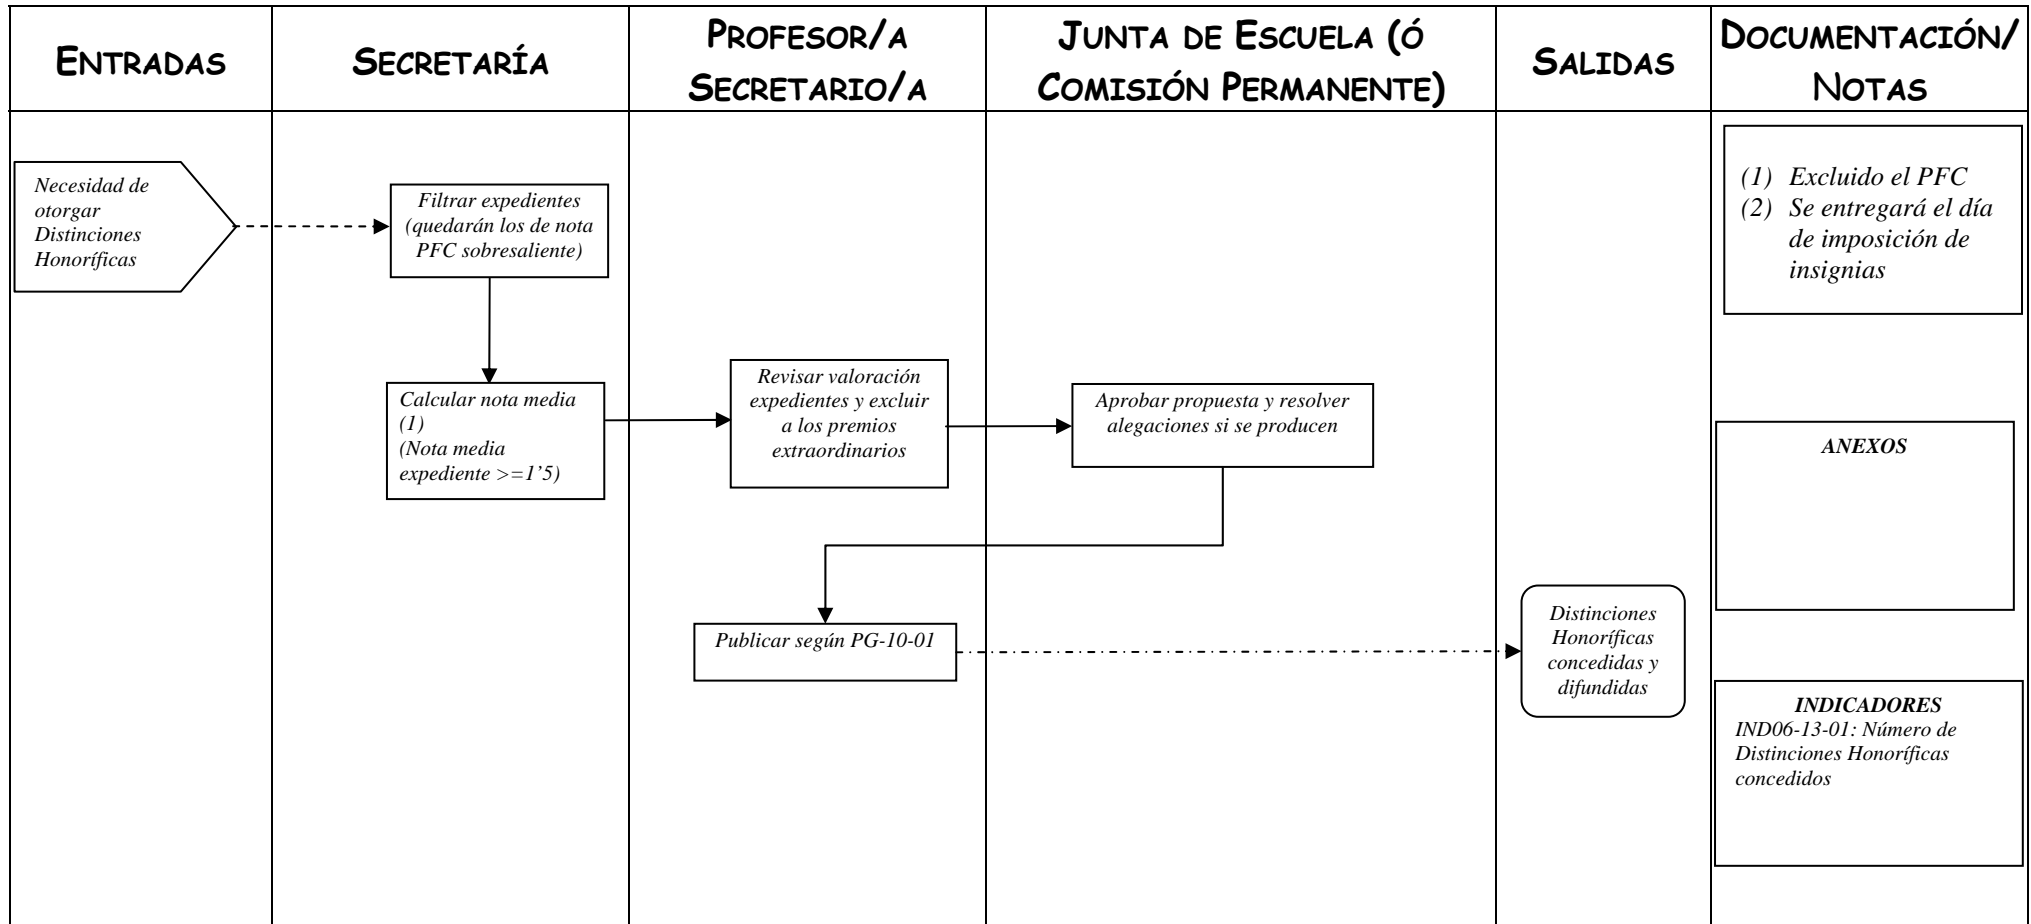 ENTRADAS
SECRETARÍA
PROFESOR/A
SECRETARIO/A
JUNTA DE ESCUELA (Ó
COMISIÓN PERMANENTE)
SALIDAS
DOCUMENTACIÓN/
NOTAS
Necesidad de
otorgar
Distinciones
Honoríficas
Filtrar expedientes
(quedarán los de nota
PFC sobresaliente)
Calcular nota media
(1)
(Nota media
expediente >=1’5)
Revisar valoración
expedientes y excluir
a los premios
extraordinarios
Aprobar propuesta y resolver
alegaciones si se producen
Publicar según PG-10-01
Distinciones
Honoríficas
concedidas y
difundidas
(1) Excluido el PFC
(2) Se entregará el día
de imposición de
insignias
ANEXOS
INDICADORES
IND06-13-01: Número de
Distinciones Honoríficas
concedidos